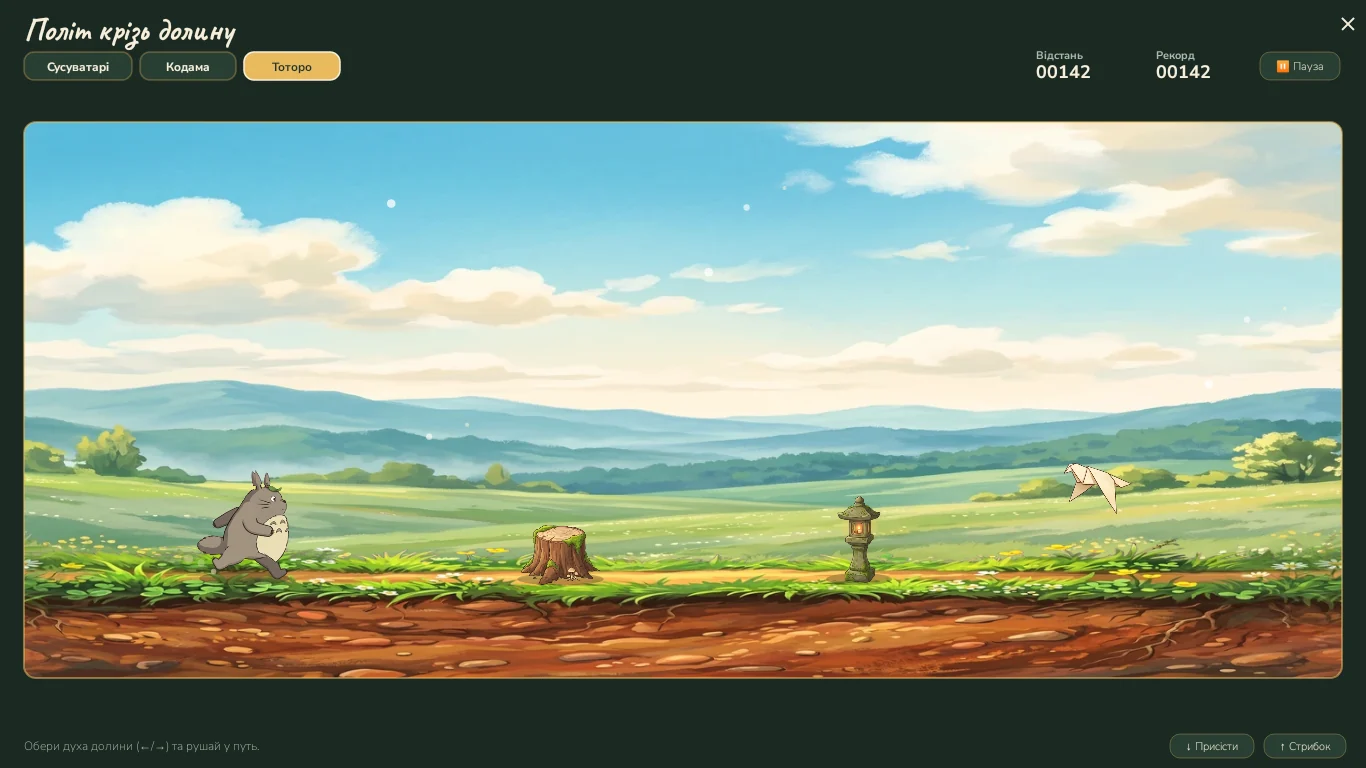 Політ крізь долину
Сусуватарі
Кодама
Тоторо
Відстань
00142
Рекорд
00142
⏸ Пауза
Обери духа долини (←/→) та рушай у путь.
↓ Присісти
↑ Стрибок